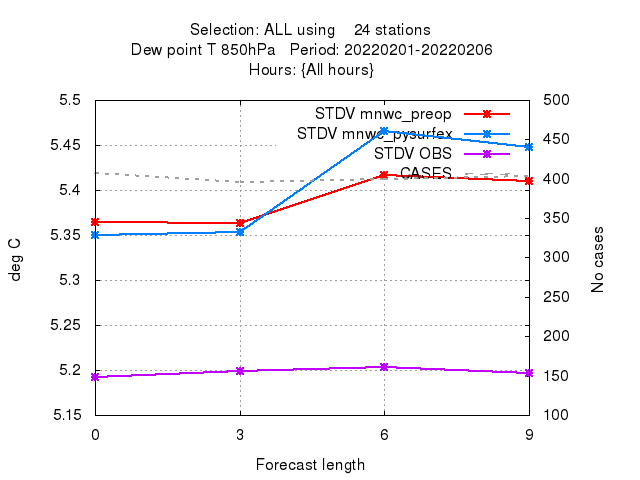 Selection: ALL using 24 stations
Dew point T 850hPa Period: 20220201-20220206
Hours: {All hours}
5.5
5.45
5.4
5.35
5.3
5.25
5.2
5.15
deg C
STDV mnwc_preop
STDV mnwc_pysurfex
STDV OBS
CASES
500
450
400
350
300
250
200
150
100
No cases
0 3 6 9
Forecast length